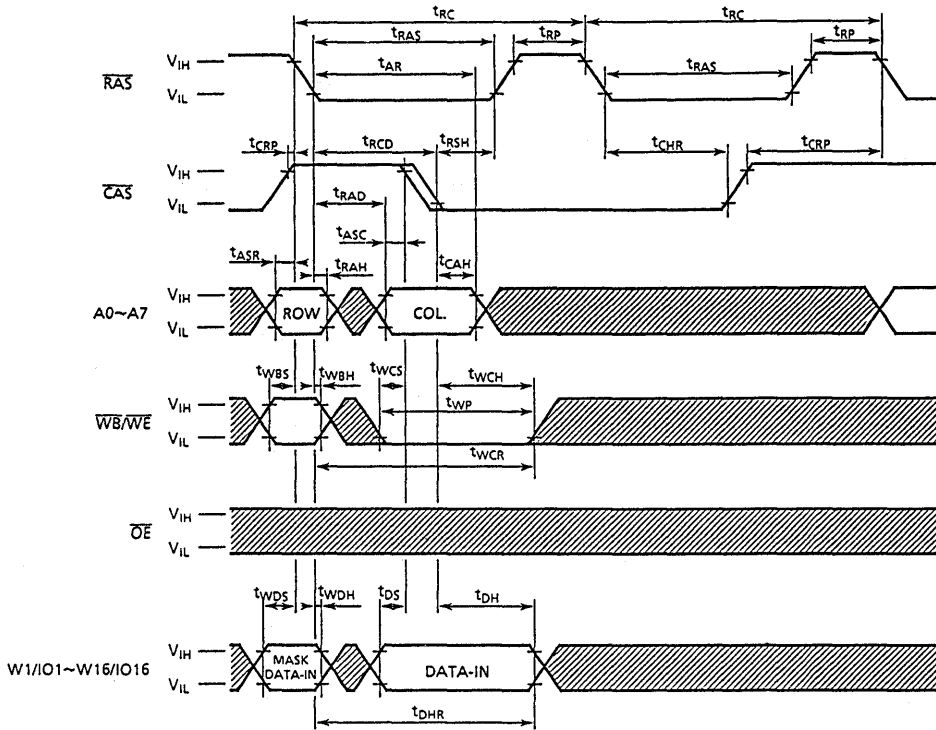 tRC tRC
tRAS tRP tRP
tAR tRAS
RAS VIH
VIL
tCRP tRCD tRSH tCHR tCRP
CAS VIH
VIL
tRAD
tASC
tASR tRAH tCAH
A0~A7 VIH
VIL
ROW COL.
tWBS tWBH tWCS tWCH
tWP
WB/WE VIH
VIL
tWCR
OE VIH
VIL
tWDS tWDH tDS tDH
W1/IO1~W16/IO16 VIH
VIL
MASK
DATA-IN
DATA-IN
tDHR